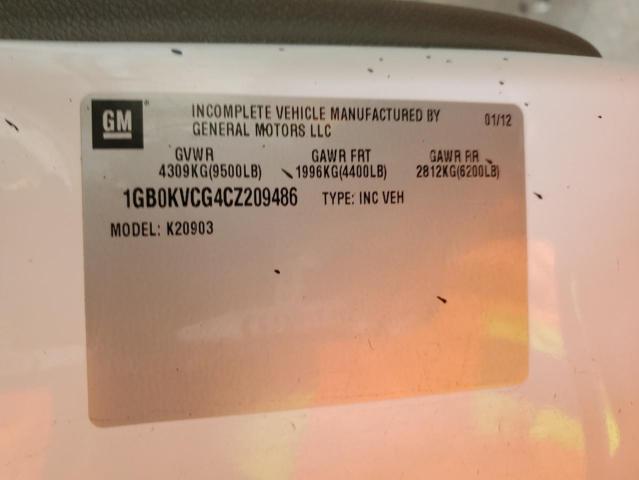 GM®
INCOMPLETE VEHICLE MANUFACTURED BY 01/12
GENERAL MOTORS LLC
GVWR GAWR FRT GAWR RR
4309KG(9500LB) 1996KG(4400LB) 2812KG(6200LB)
1GB0KVCG4CZ209486 TYPE: INC VEH
MODEL: K20903